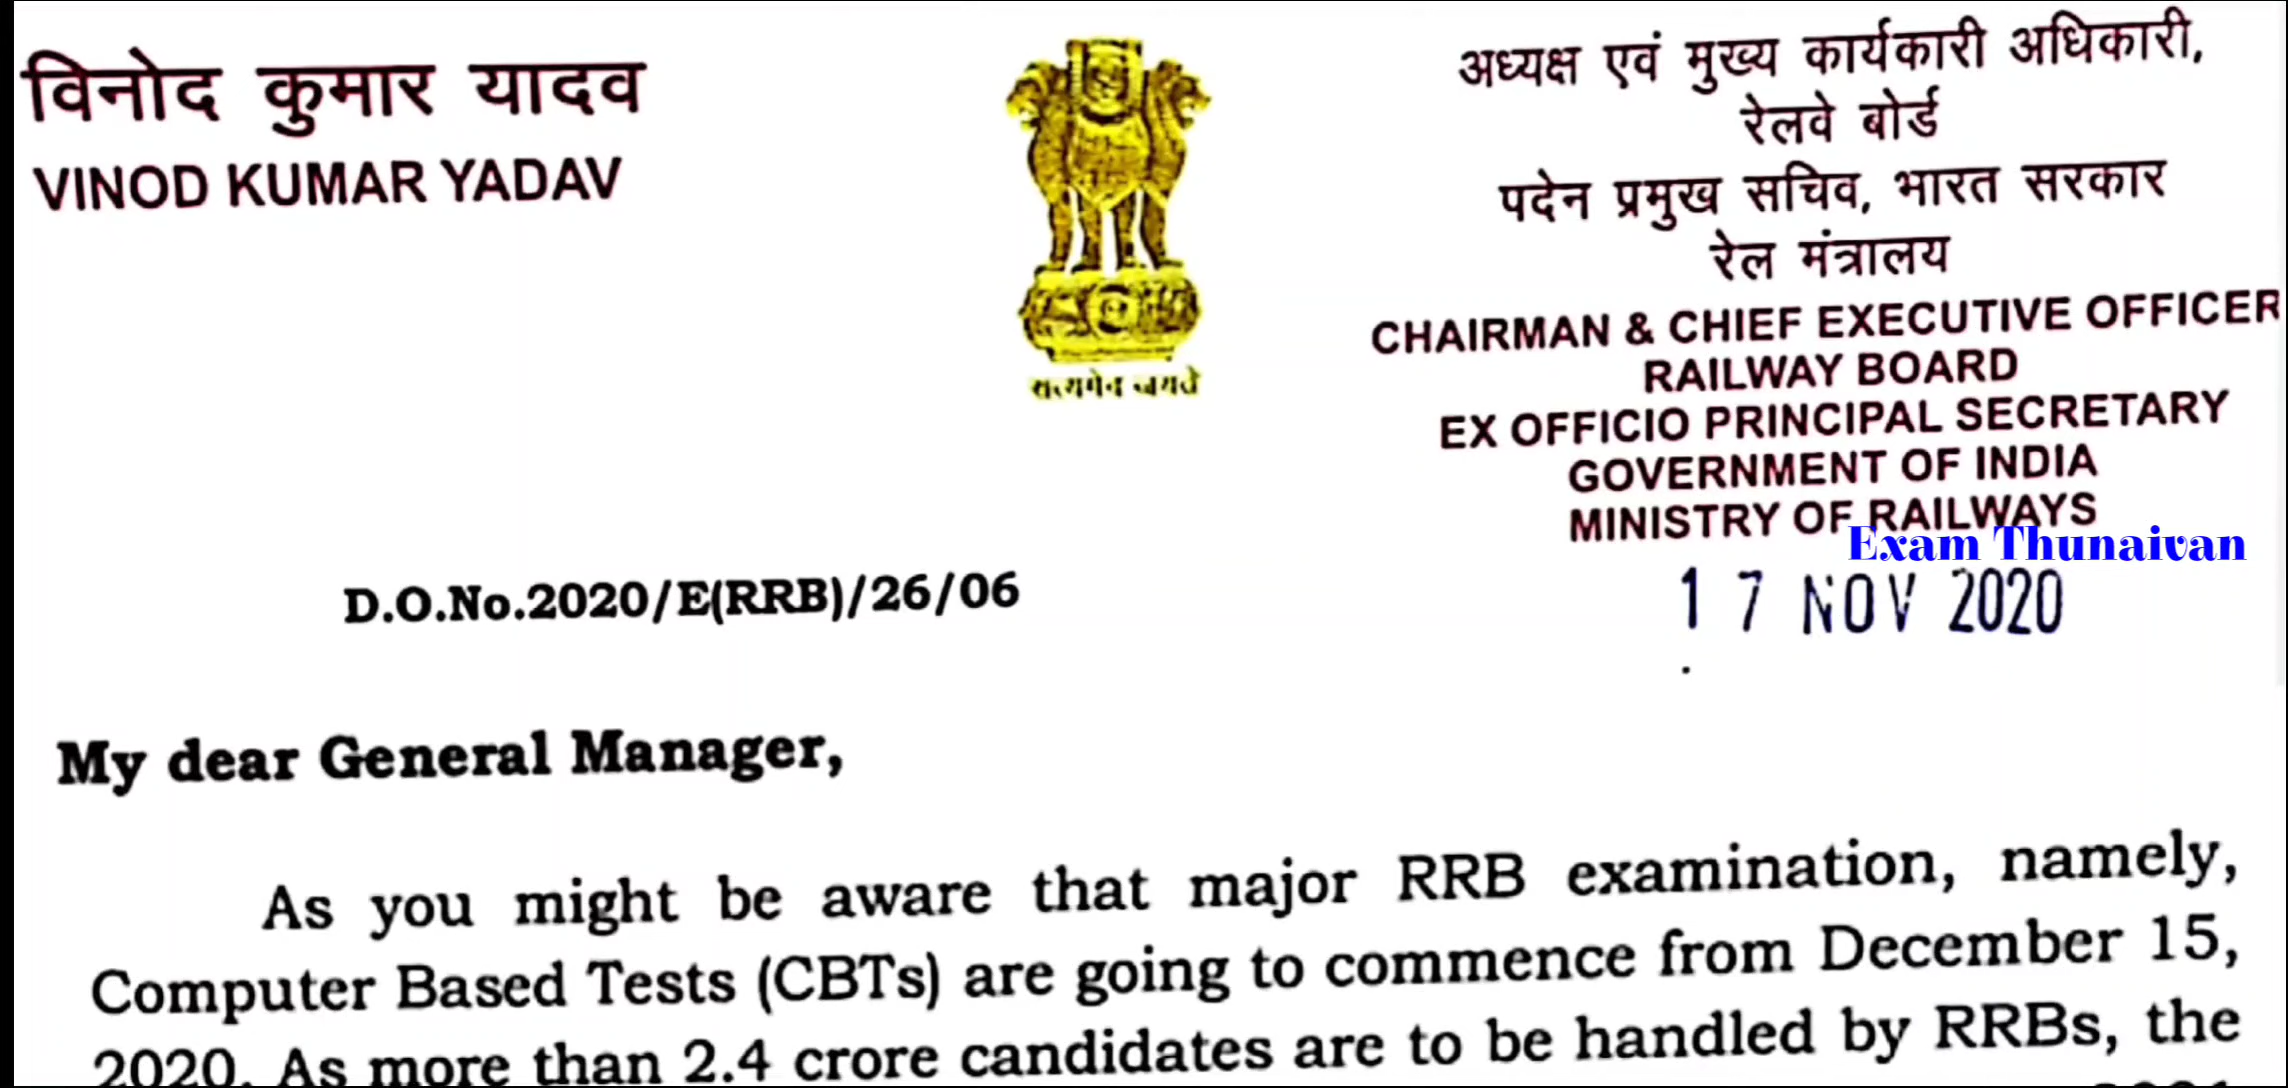 विनोद कुमार यादव
VINOD KUMAR YADAV
सत्यमेव जयते
अध्यक्ष एवं मुख्य कार्यकारी अधिकारी,
रेलवे बोर्ड
पदेन प्रमुख सचिव, भारत सरकार
रेल मंत्रालय
CHAIRMAN & CHIEF EXECUTIVE OFFICER
RAILWAY BOARD
EX OFFICIO PRINCIPAL SECRETARY
GOVERNMENT OF INDIA
MINISTRY OF RAILWAYS
Exam Thunaivan
D.O.No.2020/E(RRB)/26/06
17 NOV 2020
My dear General Manager,
As you might be aware that major RRB examination, namely,
Computer Based Tests (CBTs) are going to commence from December 15,
2020. As more than 2.4 crore candidates are to be handled by RRBs, the